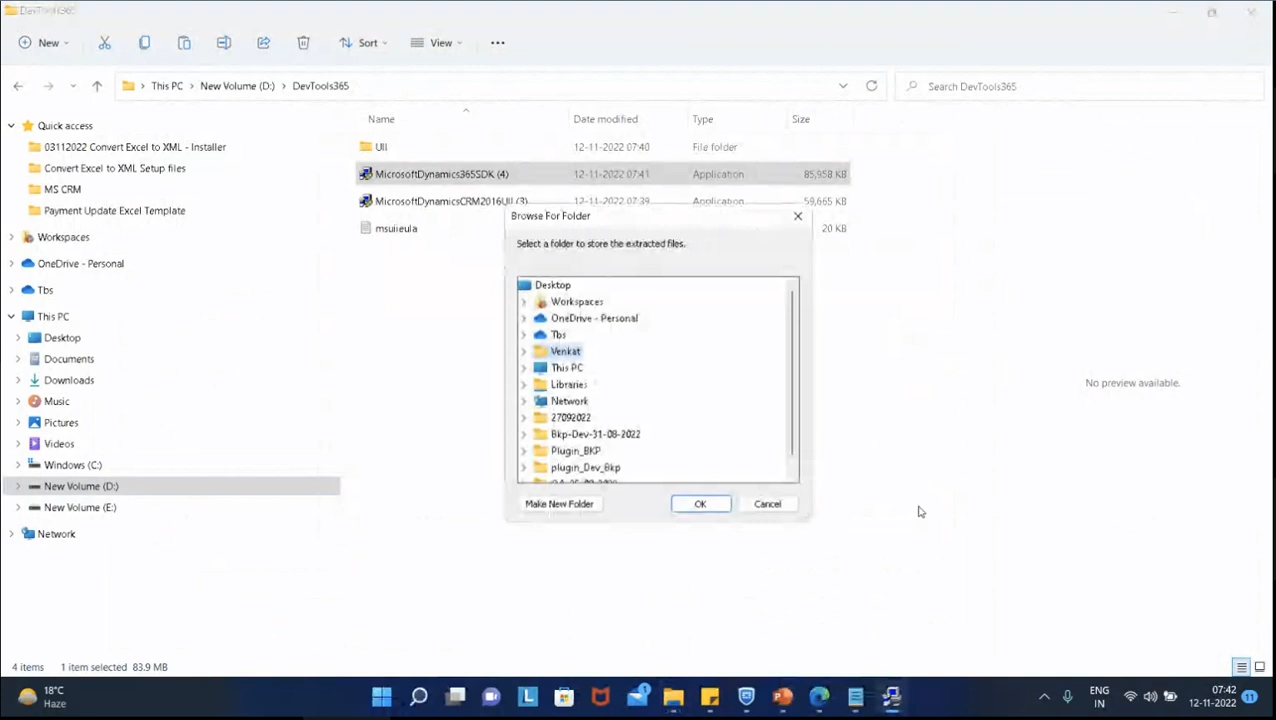 DevTools365
New
Sort
View
This PC
New Volume (D:)
DevTools365
Search DevTools365
Name
Date modified
Type
Size
Quick access
03112022 Convert Excel to XML - Installer
Convert Excel to XML Setup files
MS CRM
Payment Update Excel Template
Workspaces
OneDrive - Personal
Tbs
This PC
Desktop
Documents
Downloads
Music
Pictures
Videos
Windows (C:)
New Volume (D:)
New Volume (E:)
Network
UII
12-11-2022 07:40
File folder
MicrosoftDynamics365SDK (4)
12-11-2022 07:41
Application
85,958 KB
MicrosoftDynamicsCRM2016UII (3)
12-11-2022 07:39
Application
59,665 KB
msuiieula
20 KB
Browse For Folder
Select a folder to store the extracted files.
Desktop
Workspaces
OneDrive - Personal
Tbs
Venkat
This PC
Libraries
Network
27092022
Bkp-Dev-31-08-2022
Plugin_BKP
plugin_Dev_Bkp
Make New Folder
OK
Cancel
No preview available.
4 items
1 item selected 83.9 MB
18°C
Haze
ENG
IN
07:42
12-11-2022
11